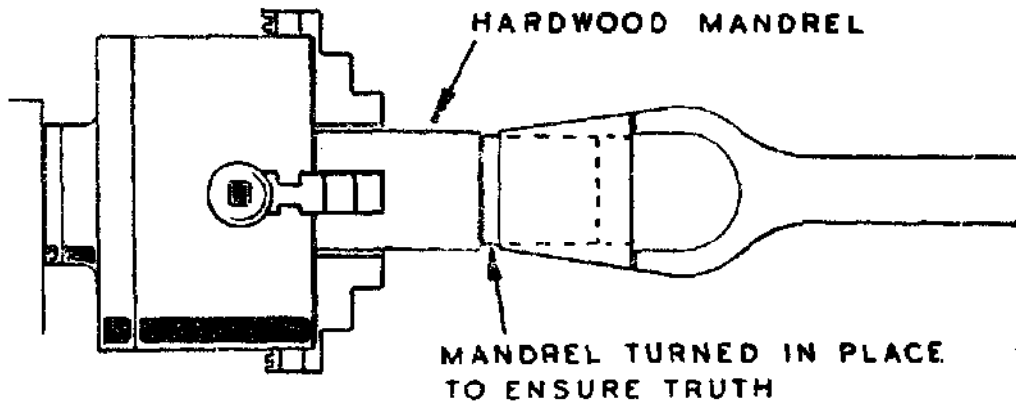 HARDWOOD MANDREL
MANDREL TURNED IN PLACE
TO ENSURE TRUTH